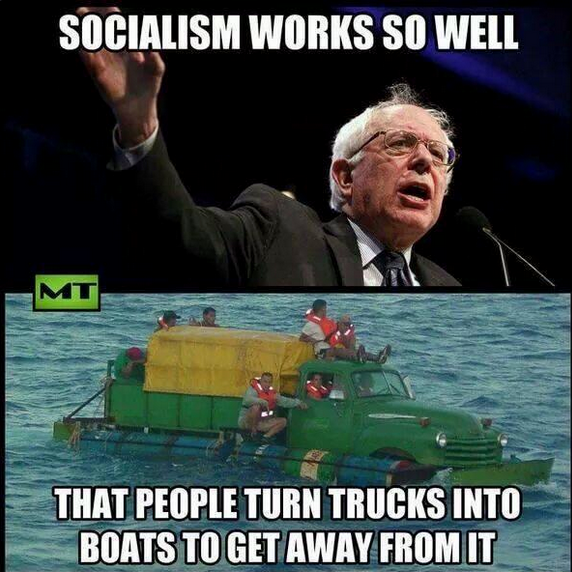 SOCIALISM WORKS SO WELL
MT
THAT PEOPLE TURN TRUCKS INTO
BOATS TO GET AWAY FROM IT